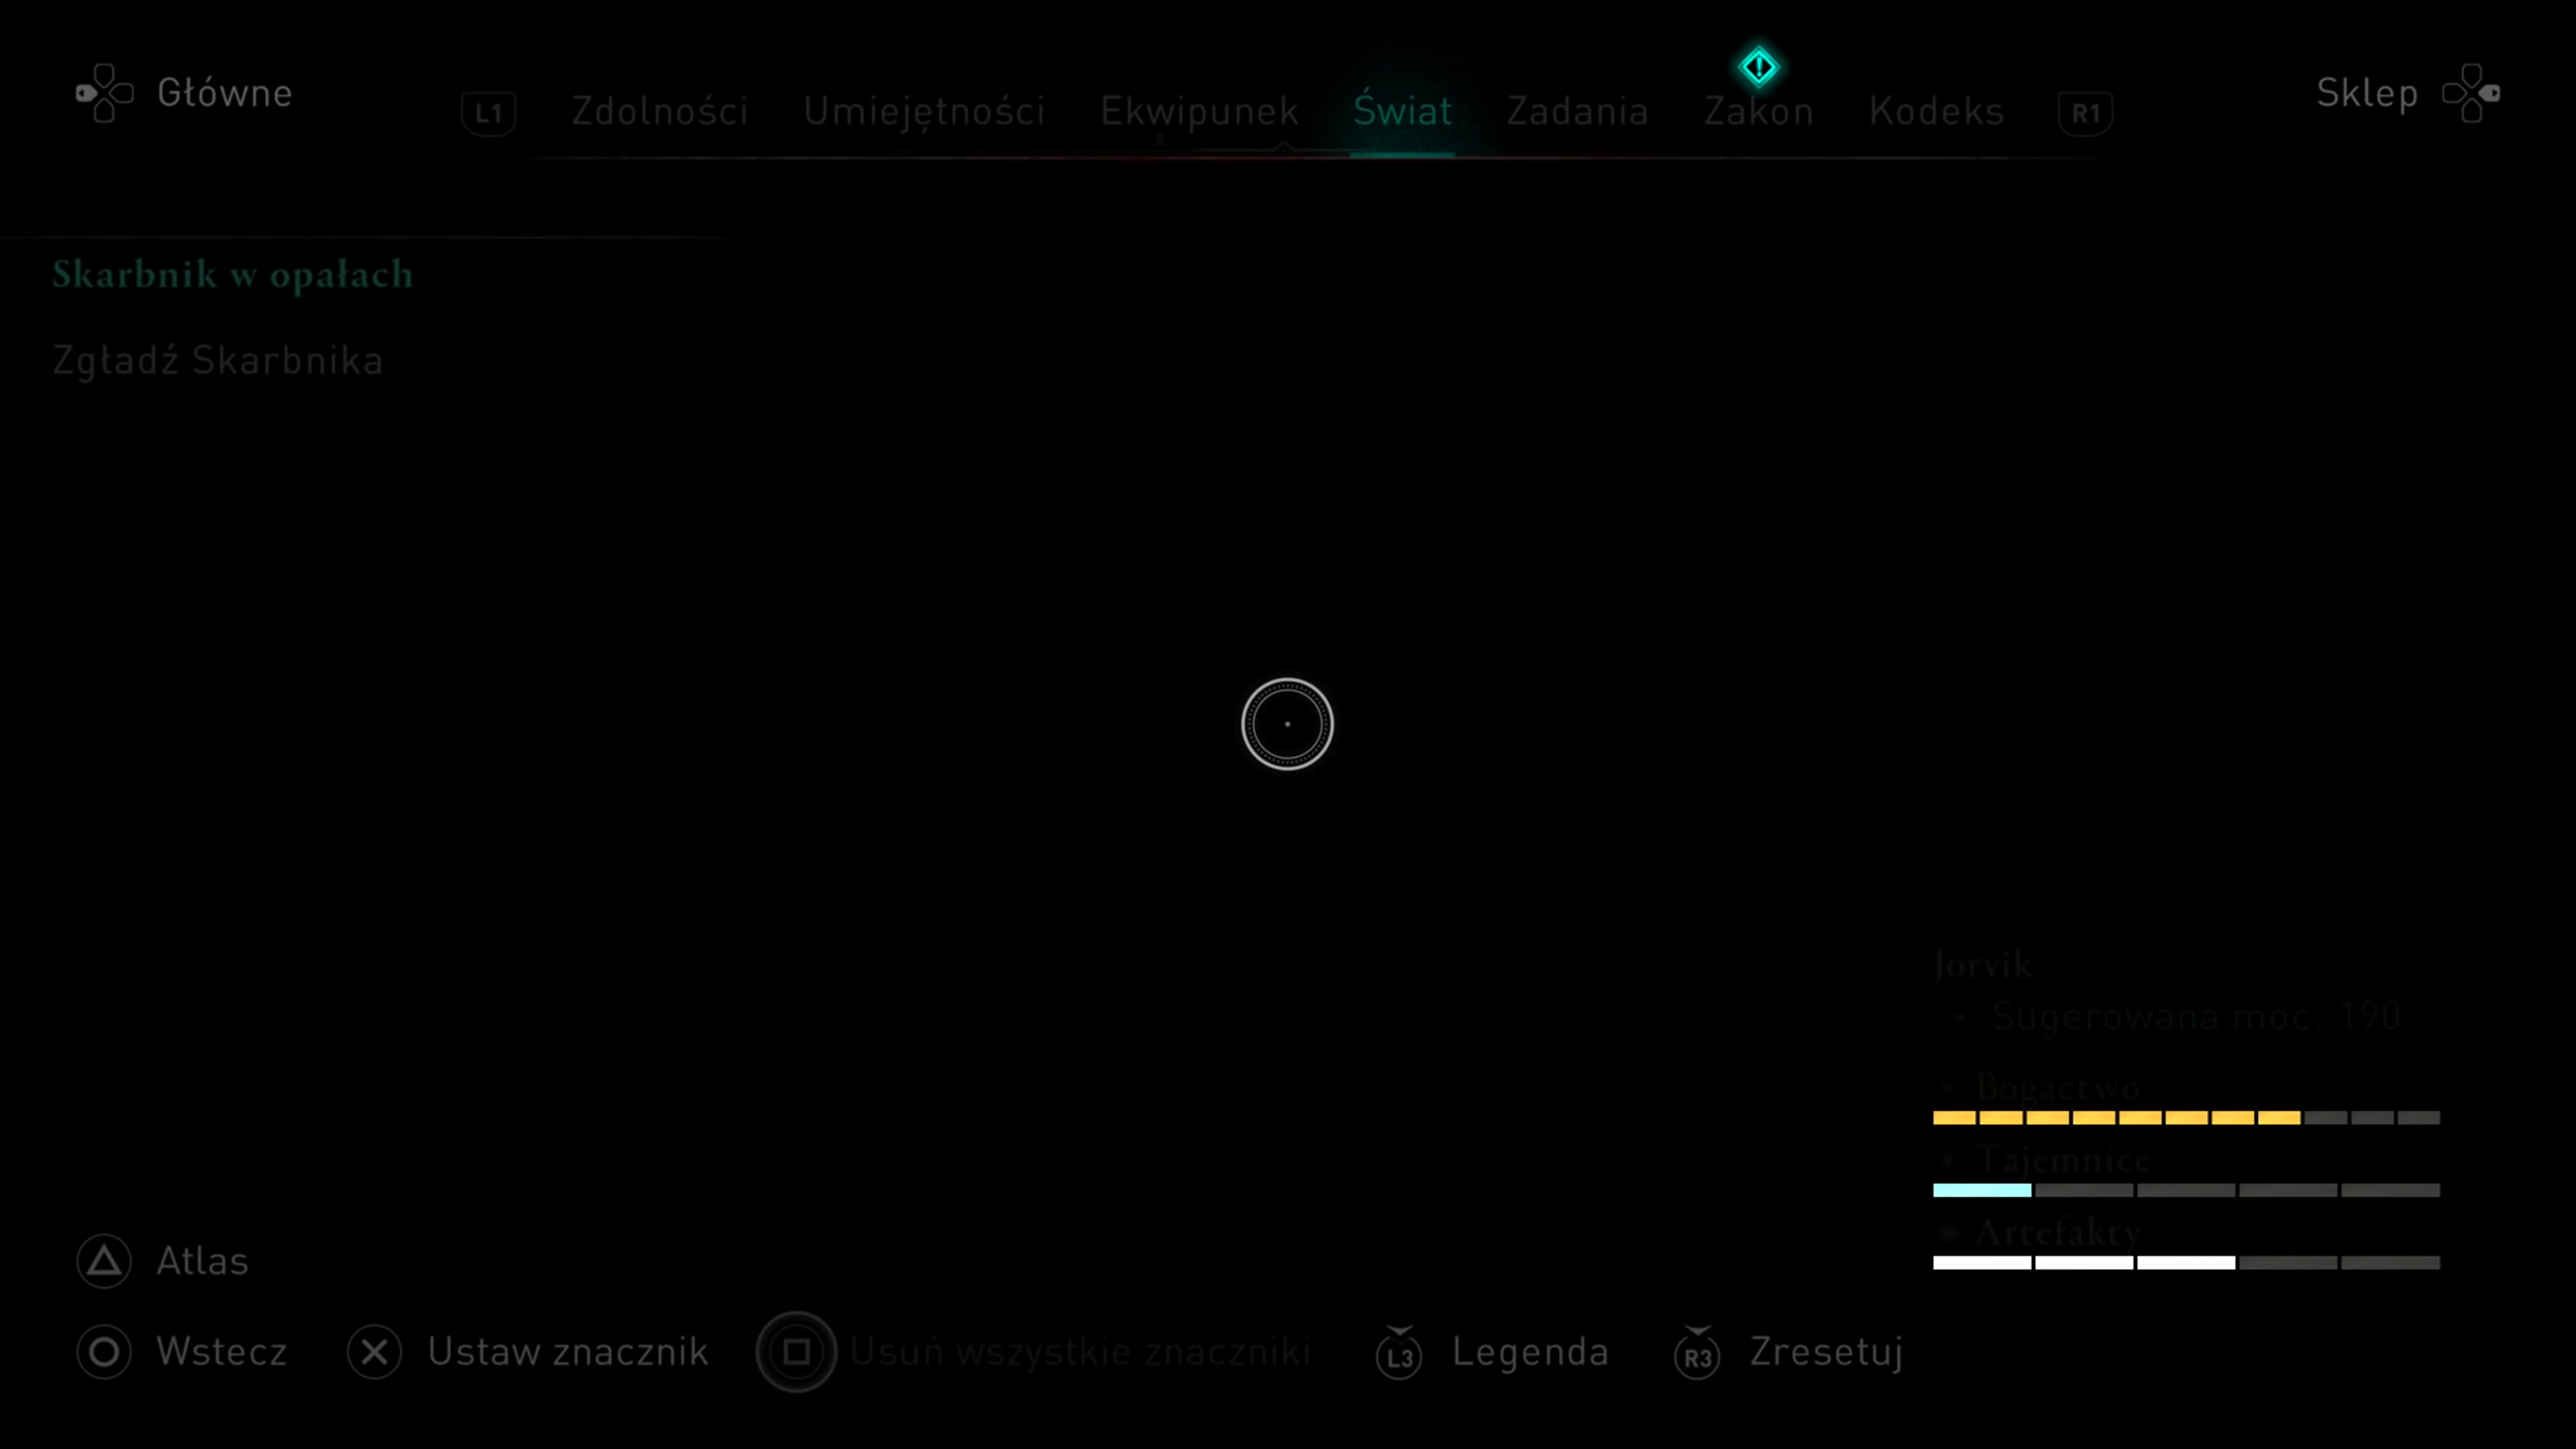 Główne
L1 Zdolności Umiejętności Ekwipunek Świat Zadania Zakon Kodeks R1
Sklep
Skarbnik w opałach
Zgładź Skarbnika
Jorvik
Sugerowana moc: 190
Bogactwo
Tajemnice
Artefakty
Atlas
Wstecz Ustaw znacznik Usuń wszystkie znaczniki L3 Legenda R3 Zresetuj